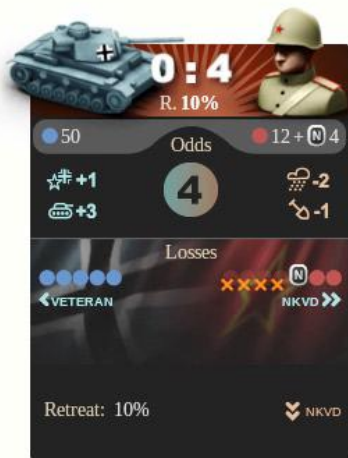 0 : 4
R. 10%
50
Odds
12 + N 4
+1
4
-2
+3
-1
Losses
N
VETERAN
NKVD
Retreat: 10%
NKVD